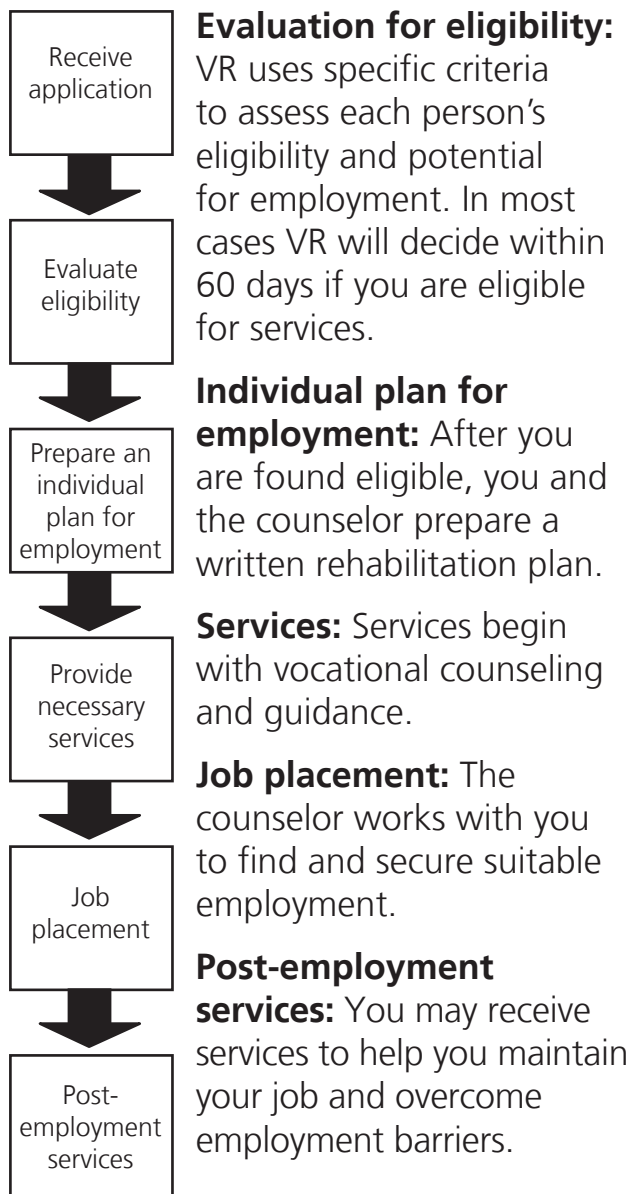 Receive
application
Evaluate
eligibility
Prepare an
individual
plan for
employment
Provide
necessary
services
Job
placement
Post-
employment
services
Evaluation for eligibility:
VR uses specific criteria
to assess each person’s
eligibility and potential
for employment. In most
cases VR will decide within
60 days if you are eligible
for services.
Individual plan for
employment: After you
are found eligible, you and
the counselor prepare a
written rehabilitation plan.
Services: Services begin
with vocational counseling
and guidance.
Job placement: The
counselor works with you
to find and secure suitable
employment.
Post-employment
services: You may receive
services to help you maintain
your job and overcome
employment barriers.